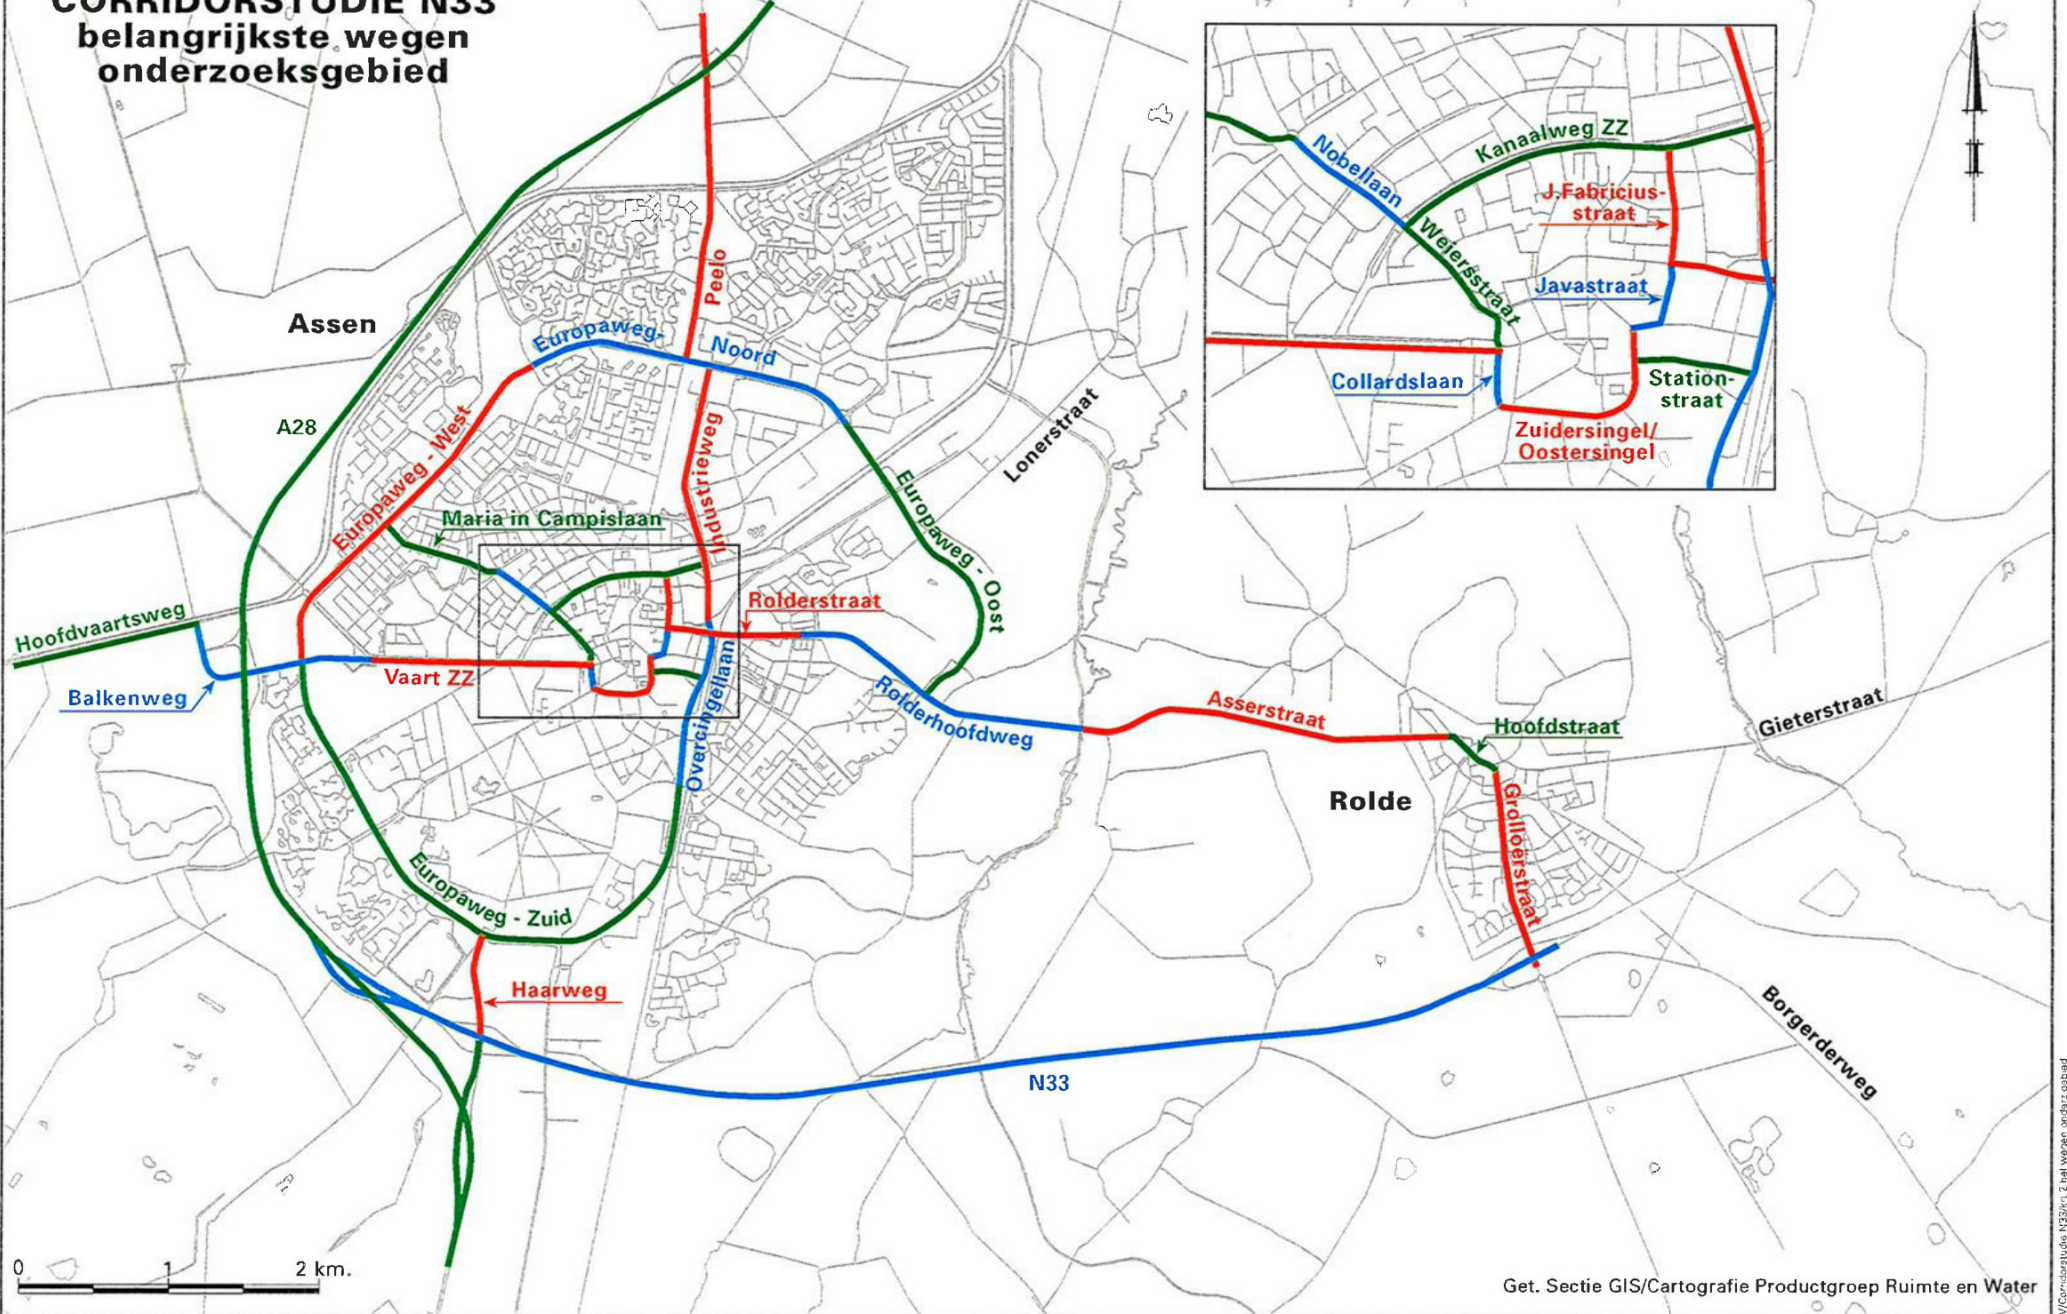 CORRIDORSTUDIE N33
belangrijkste wegen
onderzoeksgebied
Assen
A28
Peelo
Europaweg-
Noord
Europaweg - West
Industrieweg
Maria in Campislaan
Europaweg - Oost
Lonerstraat
Hoofdvaartsweg
Balkenweg
Vaart ZZ
Rolderstraat
Overcingellaan
Rolderhoofdweg
Asserstraat
Hoofdstraat
Gieterstraat
Rolde
Grolloërstraat
Europaweg - Zuid
Haarweg
N33
Borgerderweg
Nobellaan
Kanaalweg ZZ
J.Fabricius-
straat
Weiersstraat
Javastraat
Collardslaan
Station-
straat
Zuidersingel/
Oostersingel
0 1 2 km.
Get. Sectie GIS/Cartografie Productgroep Ruimte en Water